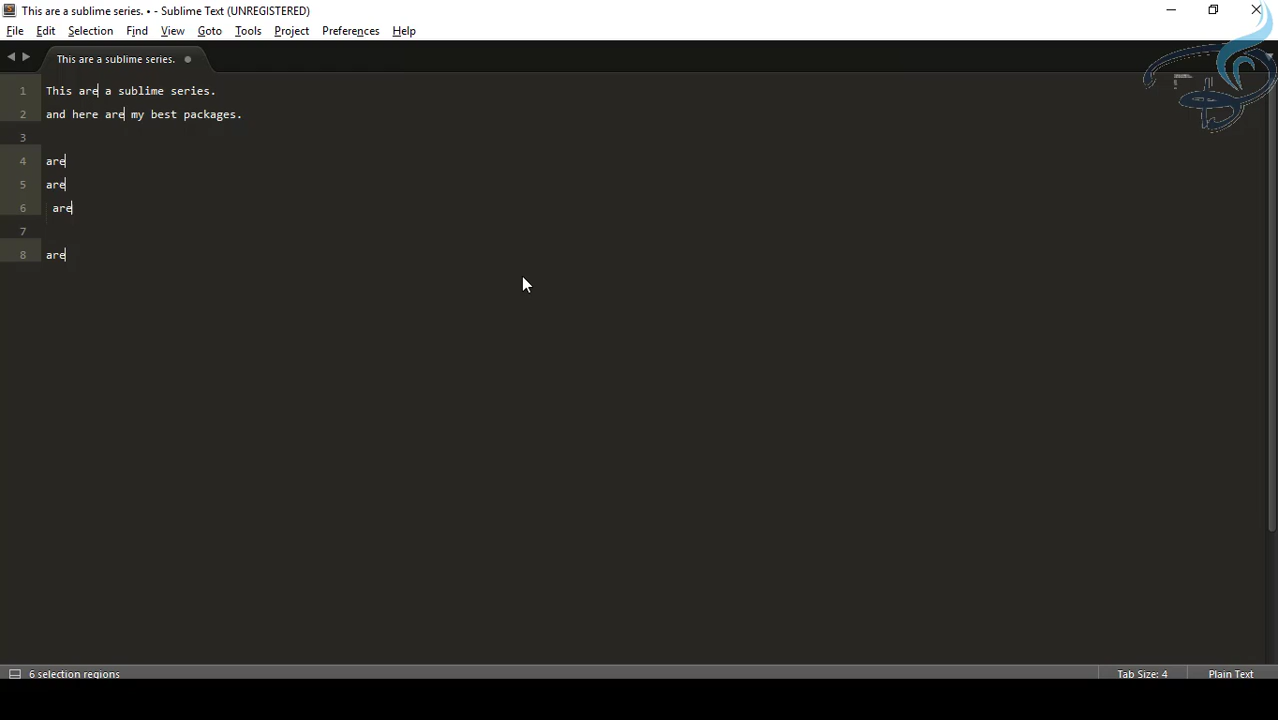 This are a sublime series. • - Sublime Text (UNREGISTERED)
File Edit Selection Find View Goto Tools Project Preferences Help
This are a sublime series.
1 This are a sublime series.
2 and here are my best packages.
3
4 are
5 are
6 are
7
8 are
6 selection regions Tab Size: 4 Plain Text